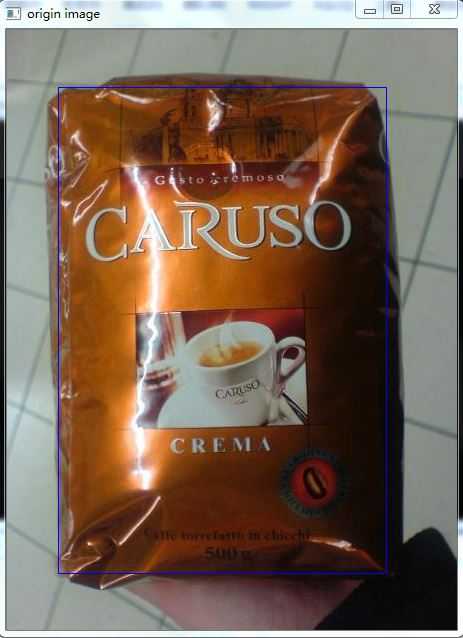 origin image
Gusto Cremoso
CARUSO
CARUSO
CREMA
Caffè torrefatto in chicchi
500 g